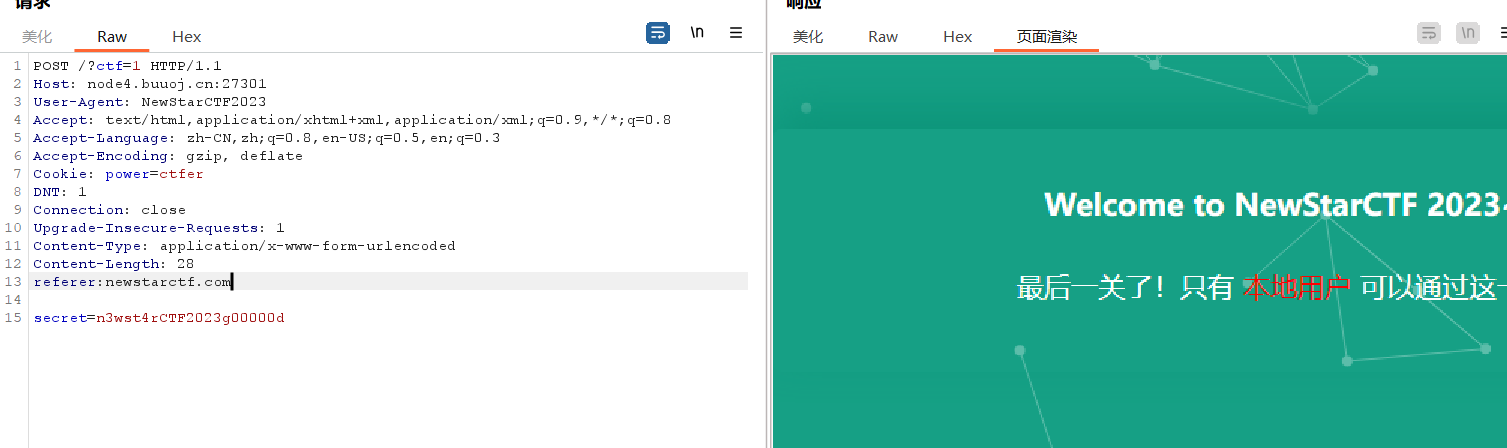 请求
美化 Raw Hex \n
1 POST /?ctf=1 HTTP/1.1
2 Host: node4.buuoj.cn:27301
3 User-Agent: NewStarCTF2023
4 Accept: text/html,application/xhtml+xml,application/xml;q=0.9,*/*;q=0.8
5 Accept-Language: zh-CN,zh;q=0.8,en-US;q=0.5,en;q=0.3
6 Accept-Encoding: gzip, deflate
7 Cookie: power=ctfer
8 DNT: 1
9 Connection: close
10 Upgrade-Insecure-Requests: 1
11 Content-Type: application/x-www-form-urlencoded
12 Content-Length: 28
13 referer:newstarctf.com
14
15 secret=n3wst4rCTF2023g00000d
响应
美化 Raw Hex 页面渲染 \n
Welcome to NewStarCTF 2023-
最后一关了！只有 本地用户 可以通过这一